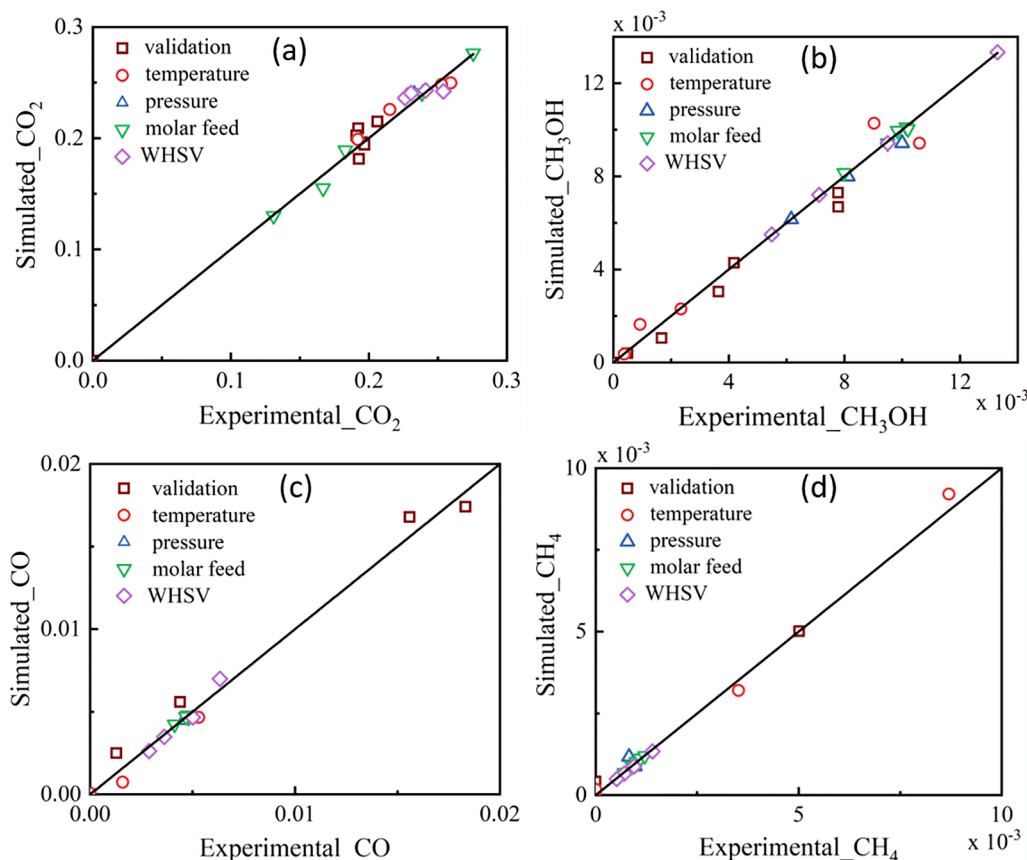 (a)
validation
temperature
pressure
molar feed
WHSV
0.3
0.2
0.1
0.0
0.0
0.1
0.2
0.3
Simulated_CO₂
Experimental_CO₂
x 10⁻³
(b)
validation
temperature
pressure
molar feed
WHSV
12
8
4
0
0
4
8
12
x 10⁻³
Simulated_CH₃OH
Experimental_CH₃OH
(c)
validation
temperature
pressure
molar feed
WHSV
0.02
0.01
0.00
0.00
0.01
0.02
Simulated_CO
Experimental_CO
x 10⁻³
(d)
validation
temperature
pressure
molar feed
WHSV
10
5
0
0
5
10
x 10⁻³
Simulated_CH₄
Experimental_CH₄